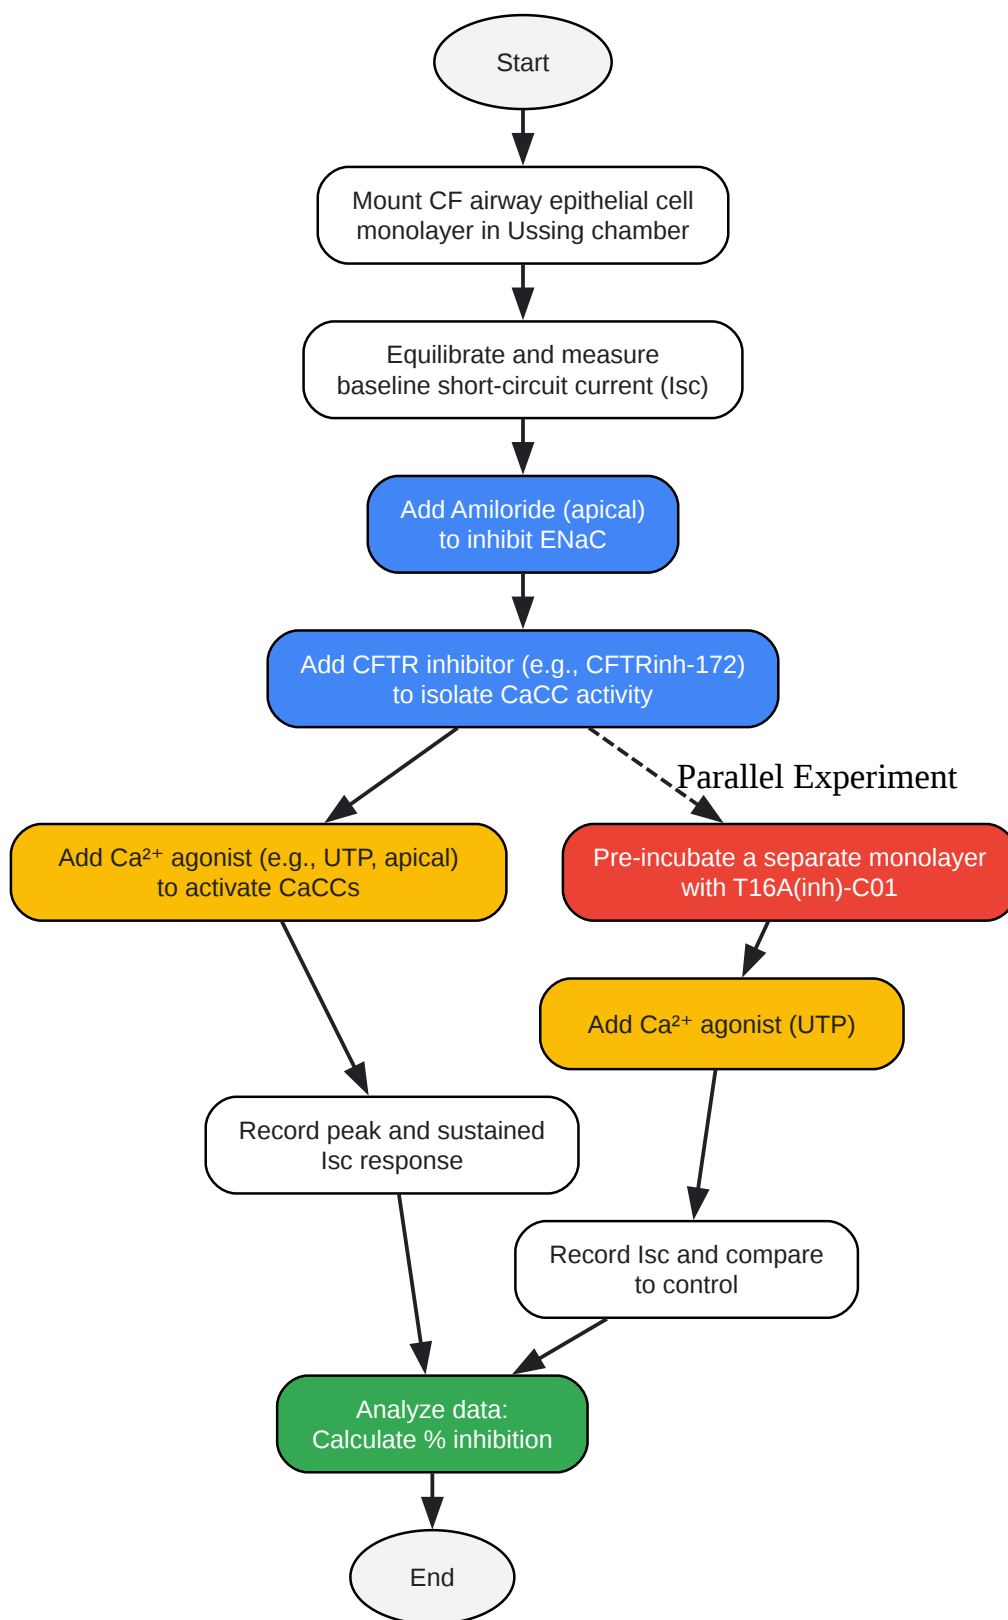 Start
Mount CF airway epithelial cell
monolayer in Ussing chamber
Equilibrate and measure
baseline short-circuit current (Isc)
Add Amiloride (apical)
to inhibit ENaC
Add CFTR inhibitor (e.g., CFTRinh-172)
to isolate CaCC activity
Parallel Experiment
Add Ca²⁺ agonist (e.g., UTP, apical)
to activate CaCCs
Pre-incubate a separate monolayer
with T16A(inh)-C01
Add Ca²⁺ agonist (UTP)
Record peak and sustained
Isc response
Record Isc and compare
to control
Analyze data:
Calculate % inhibition
End